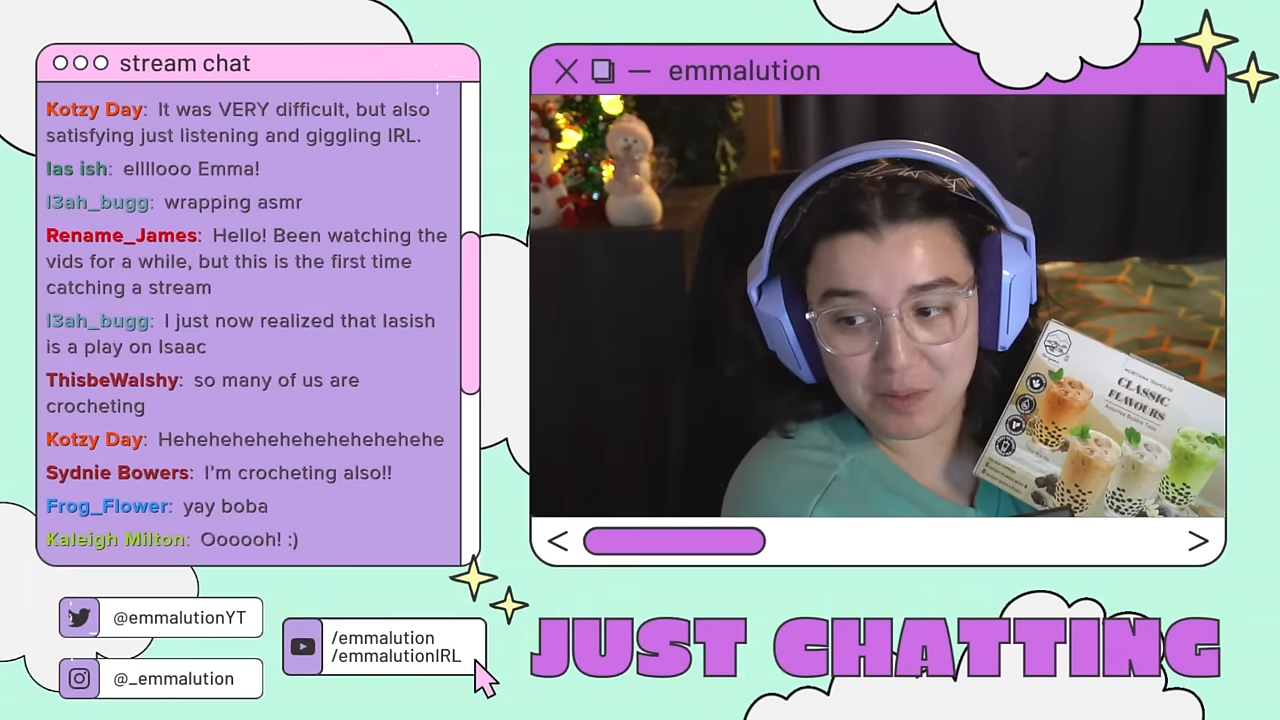 stream chat
Kotzy Day: It was VERY difficult, but also
satisfying just listening and giggling IRL.
Ias ish: ellllooo Emma!
l3ah_bugg: wrapping asmr
Rename_James: Hello! Been watching the
vids for a while, but this is the first time
catching a stream
l3ah_bugg: I just now realized that Iasish
is a play on Isaac
ThisbeWalshy: so many of us are
crocheting
Kotzy Day: Hehehehehehehehehehehe
Sydnie Bowers: I'm crocheting also!!
Frog_Flower: yay boba
Kaleigh Milton: Oooooh! :)
@emmalutionYT
@_emmalution
/emmalution
/emmalutionIRL
emmalution
CLASSIC
FLAVOURS
JUST CHATTING